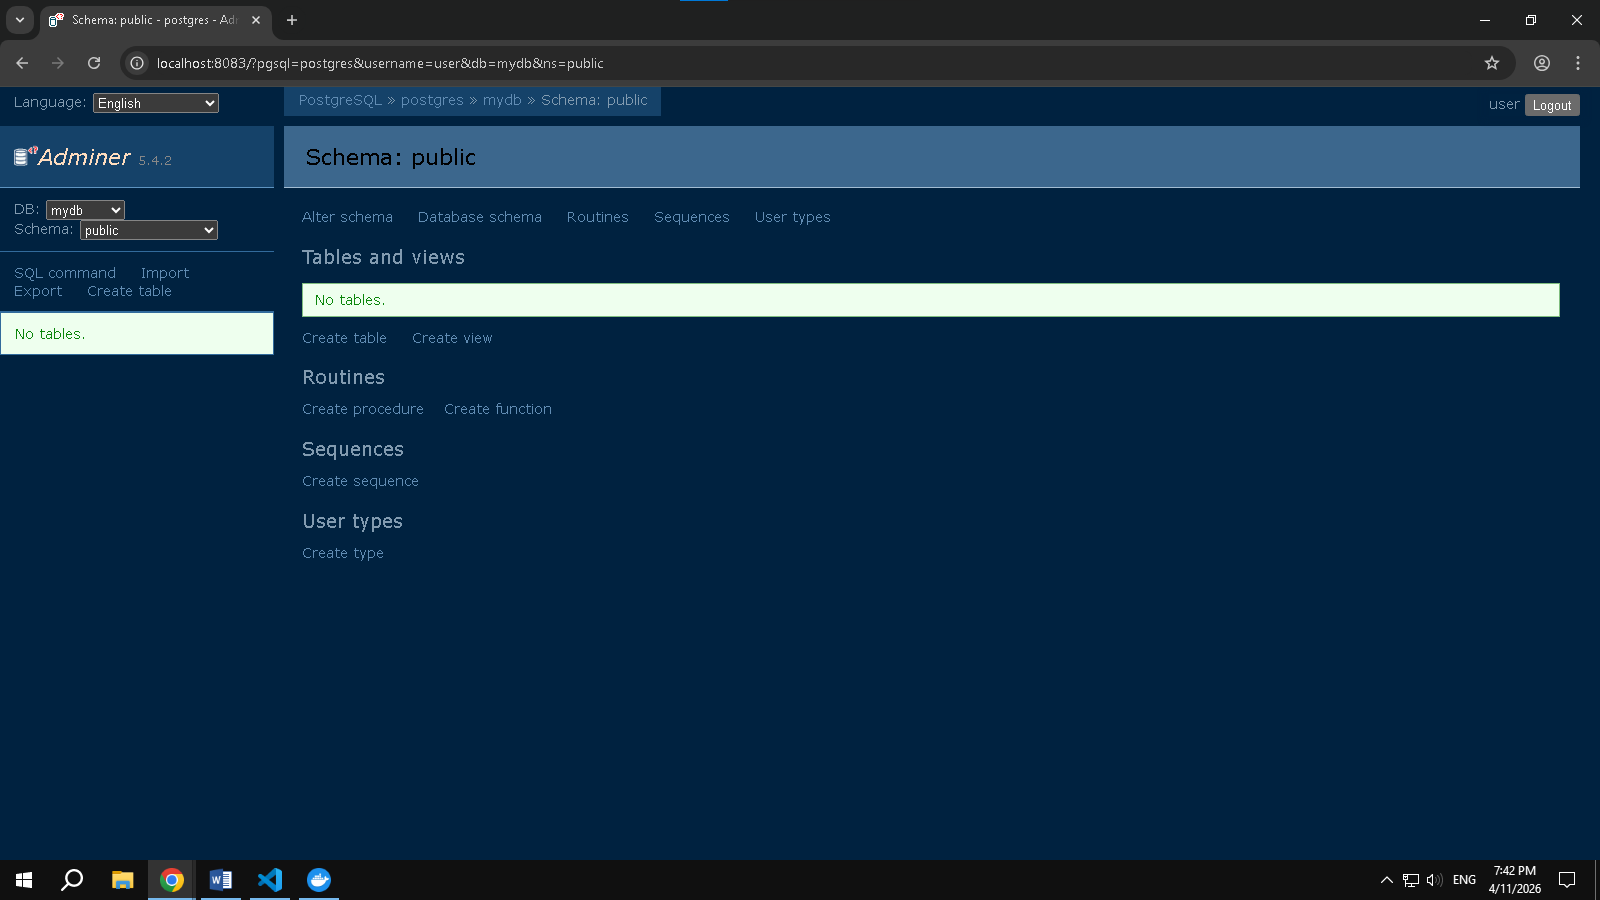 Schema: public - postgres - Adr
localhost:8083/?pgsql=postgres&username=user&db=mydb&ns=public
Language: English
PostgreSQL » postgres » mydb » Schema: public
user Logout
Adminer 5.4.2
Schema: public
DB: mydb
Schema: public
SQL command Import
Export Create table
No tables.
Alter schema Database schema Routines Sequences User types
Tables and views
No tables.
Create table Create view
Routines
Create procedure Create function
Sequences
Create sequence
User types
Create type
ENG
7:42 PM
4/11/2026